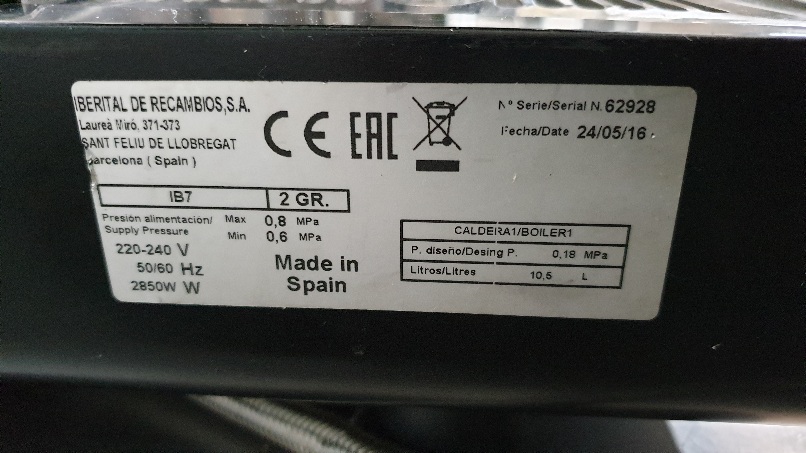 IBERITAL DE RECAMBIOS,S.A.
Laureà Miró, 371-373
SANT FELIU DE LLOBREGAT
Barcelona ( Spain )
CE EAC
Nº Serie/Serial N. 62928
Fecha/Date 24/05/16
IB7 2 GR.
Presión alimentación/ Max 0,8 MPa
Supply Pressure Min 0,6 MPa
220-240 V
50/60 Hz
2850W W
Made in
Spain
CALDERA1/BOILER1
P. diseño/Desing P. 0,18 MPa
Litros/Litres 10,5 L